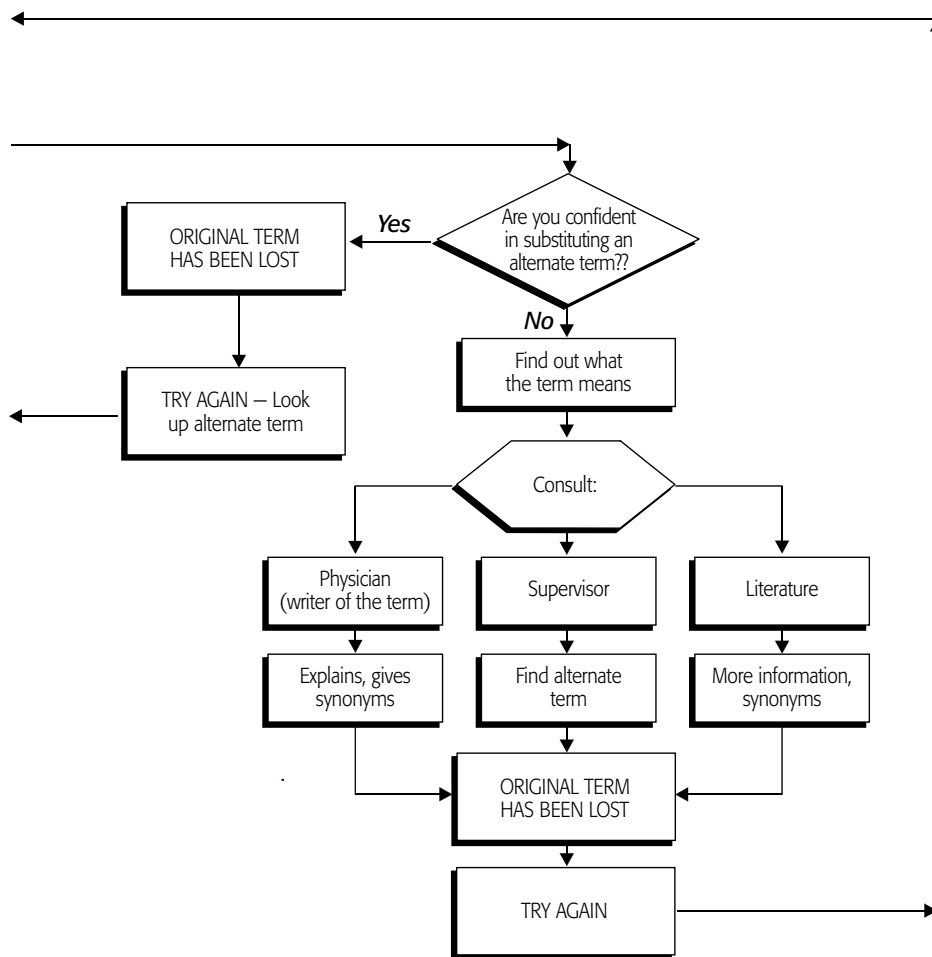 Are you confident
in substituting an
alternate term??
Yes
ORIGINAL TERM
HAS BEEN LOST
No
TRY AGAIN – Look
up alternate term
Find out what
the term means
Consult:
Physician
(writer of the term)
Supervisor
Literature
Explains, gives
synonyms
Find alternate
term
More information,
synonyms
ORIGINAL TERM
HAS BEEN LOST
TRY AGAIN